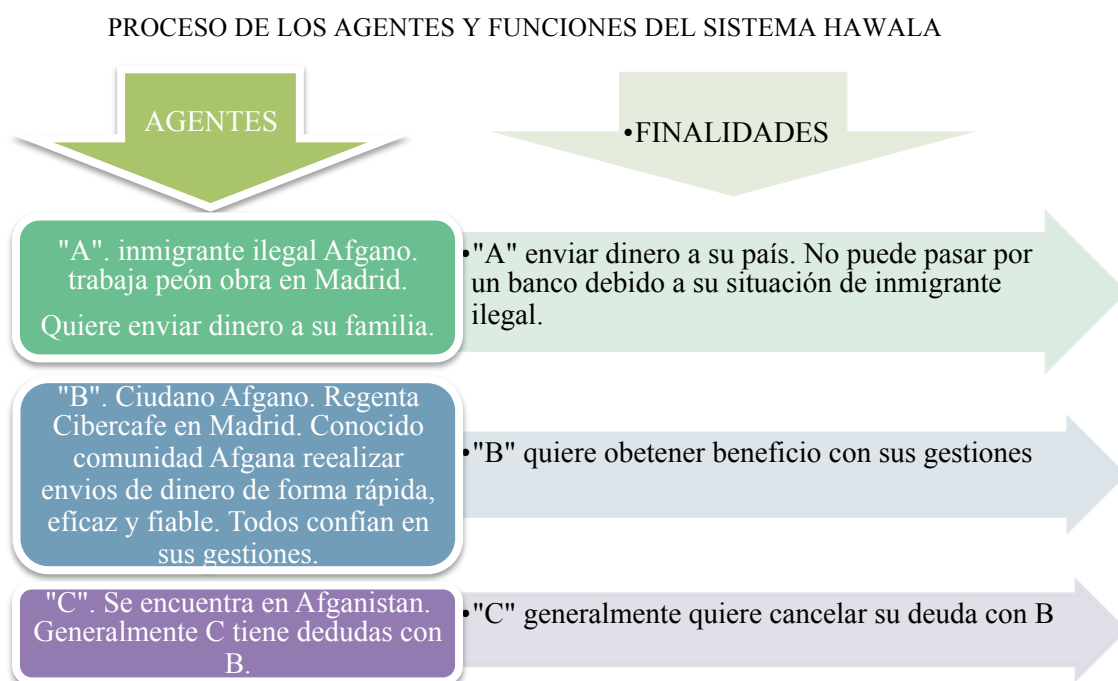 PROCESO DE LOS AGENTES Y FUNCIONES DEL SISTEMA HAWALA
AGENTES
•FINALIDADES
"A". inmigrante ilegal Afgano.
trabaja peón obra en Madrid.
Quiere enviar dinero a su familia.
•"A" enviar dinero a su país. No puede pasar por
un banco debido a su situación de inmigrante
ilegal.
"B". Ciudano Afgano. Regenta
Cibercafe en Madrid. Conocido
comunidad Afgana reealizar
envios de dinero de forma rápida,
eficaz y fiable. Todos confían en
sus gestiones.
•"B" quiere obetener beneficio con sus gestiones
"C". Se encuentra en Afganistan.
Generalmente C tiene dedudas con
B.
•"C" generalmente quiere cancelar su deuda con B